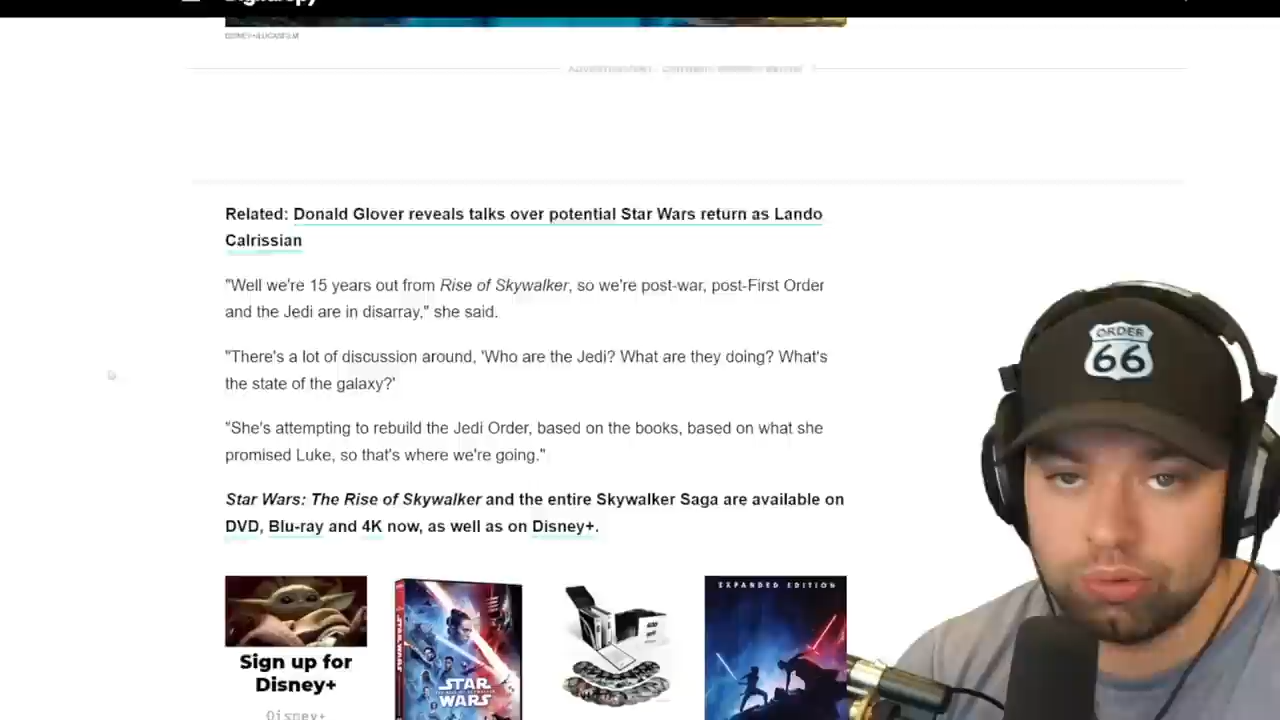 DISNEY+/LUCASFILM
Related: Donald Glover reveals talks over potential Star Wars return as Lando
Calrissian
"Well we're 15 years out from Rise of Skywalker, so we're post-war, post-First Order
and the Jedi are in disarray," she said.
"There's a lot of discussion around, 'Who are the Jedi? What are they doing? What's
the state of the galaxy?'
"She's attempting to rebuild the Jedi Order, based on the books, based on what she
promised Luke, so that's where we're going."
Star Wars: The Rise of Skywalker and the entire Skywalker Saga are available on
DVD, Blu-ray and 4K now, as well as on Disney+.
Sign up for
Disney+
Disney+
STAR WARS
STAR
WARS
EXPANDED EDITION
ORDER
66